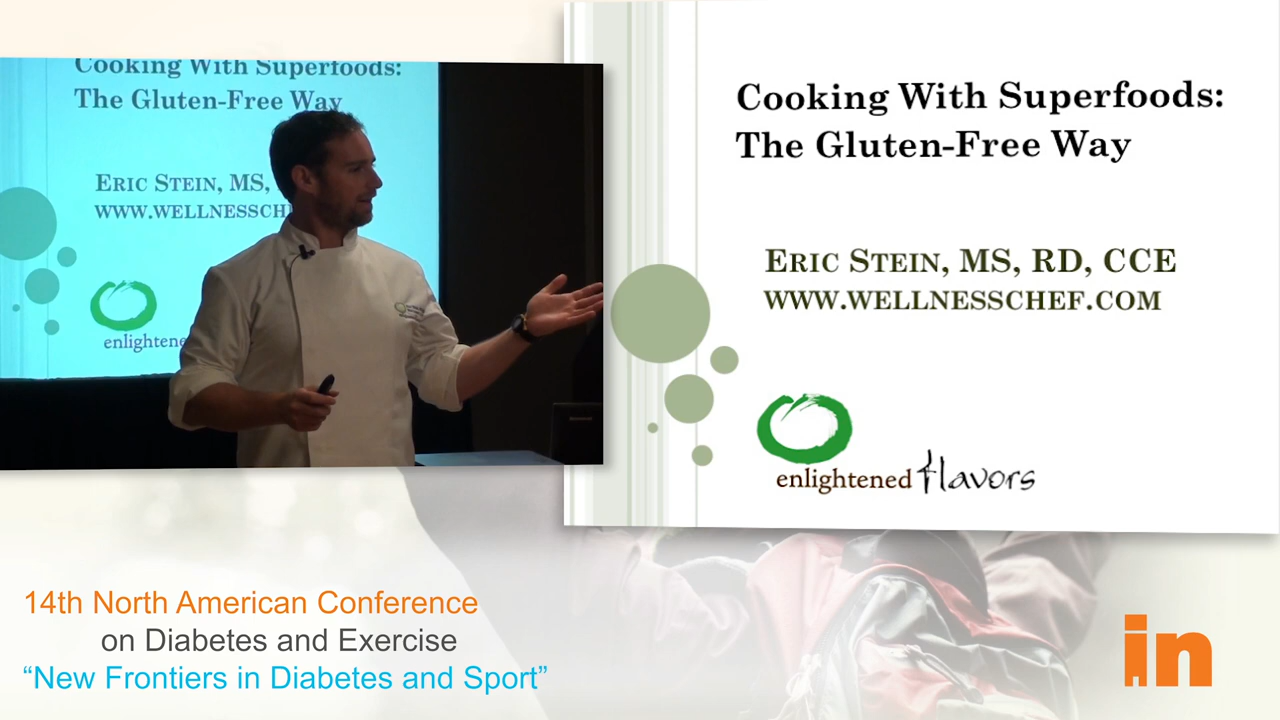 Cooking With Superfoods:
The Gluten-Free Way
ERIC STEIN, MS,
WWW.WELLNESSCH
enlightene
Cooking With Superfoods:
The Gluten-Free Way
ERIC STEIN, MS, RD, CCE
WWW.WELLNESSCHEF.COM
enlightened flavors
14th North American Conference
on Diabetes and Exercise
“New Frontiers in Diabetes and Sport”
in